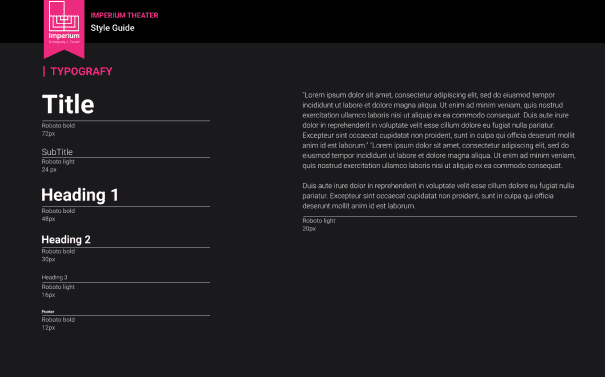 IMPERIUM THEATER
Style Guide
Imperium
TYPOGRAFY
Title
Roboto bold
72px
SubTitle
Roboto light
24 px
Heading 1
Roboto bold
48px
Heading 2
Roboto bold
30px
Heading 3
Roboto light
16px
Footer
Roboto bold
12px
"Lorem ipsum dolor sit amet, consectetur adipiscing elit, sed do eiusmod tempor
incididunt ut labore et dolore magna aliqua. Ut enim ad minim veniam, quis nostrud
exercitation ullamco laboris nisi ut aliquip ex ea commodo consequat. Duis aute irure
dolor in reprehenderit in voluptate velit esse cillum dolore eu fugiat nulla pariatur.
Excepteur sint occaecat cupidatat non proident, sunt in culpa qui officia deserunt mollit
anim id est laborum." "Lorem ipsum dolor sit amet, consectetur adipiscing elit, sed do
eiusmod tempor incididunt ut labore et dolore magna aliqua. Ut enim ad minim veniam,
quis nostrud exercitation ullamco laboris nisi ut aliquip ex ea commodo consequat.
Duis aute irure dolor in reprehenderit in voluptate velit esse cillum dolore eu fugiat nulla
pariatur. Excepteur sint occaecat cupidatat non proident, sunt in culpa qui officia
deserunt mollit anim id est laborum.
Roboto light
20px